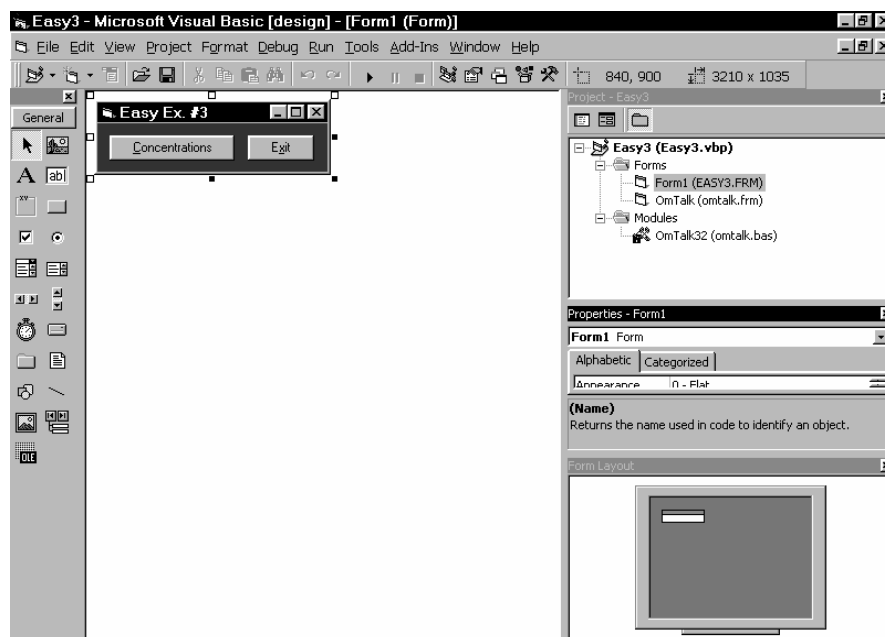 Easy3 - Microsoft Visual Basic [design] - [Form1 (Form)]
File Edit View Project Format Debug Run Tools Add-Ins Window Help
840, 900 3210 x 1035
General
A
ab|
xv
OLE
Easy Ex. #3
Concentrations Exit
Project - Easy3
Easy3 (Easy3.vbp)
Forms
Form1 (EASY3.FRM)
OmTalk (omtalk.frm)
Modules
OmTalk32 (omtalk.bas)
Properties - Form1
Form1 Form
Alphabetic Categorized
Appearance 0 - Flat
(Name)
Returns the name used in code to identify an object.
Form Layout